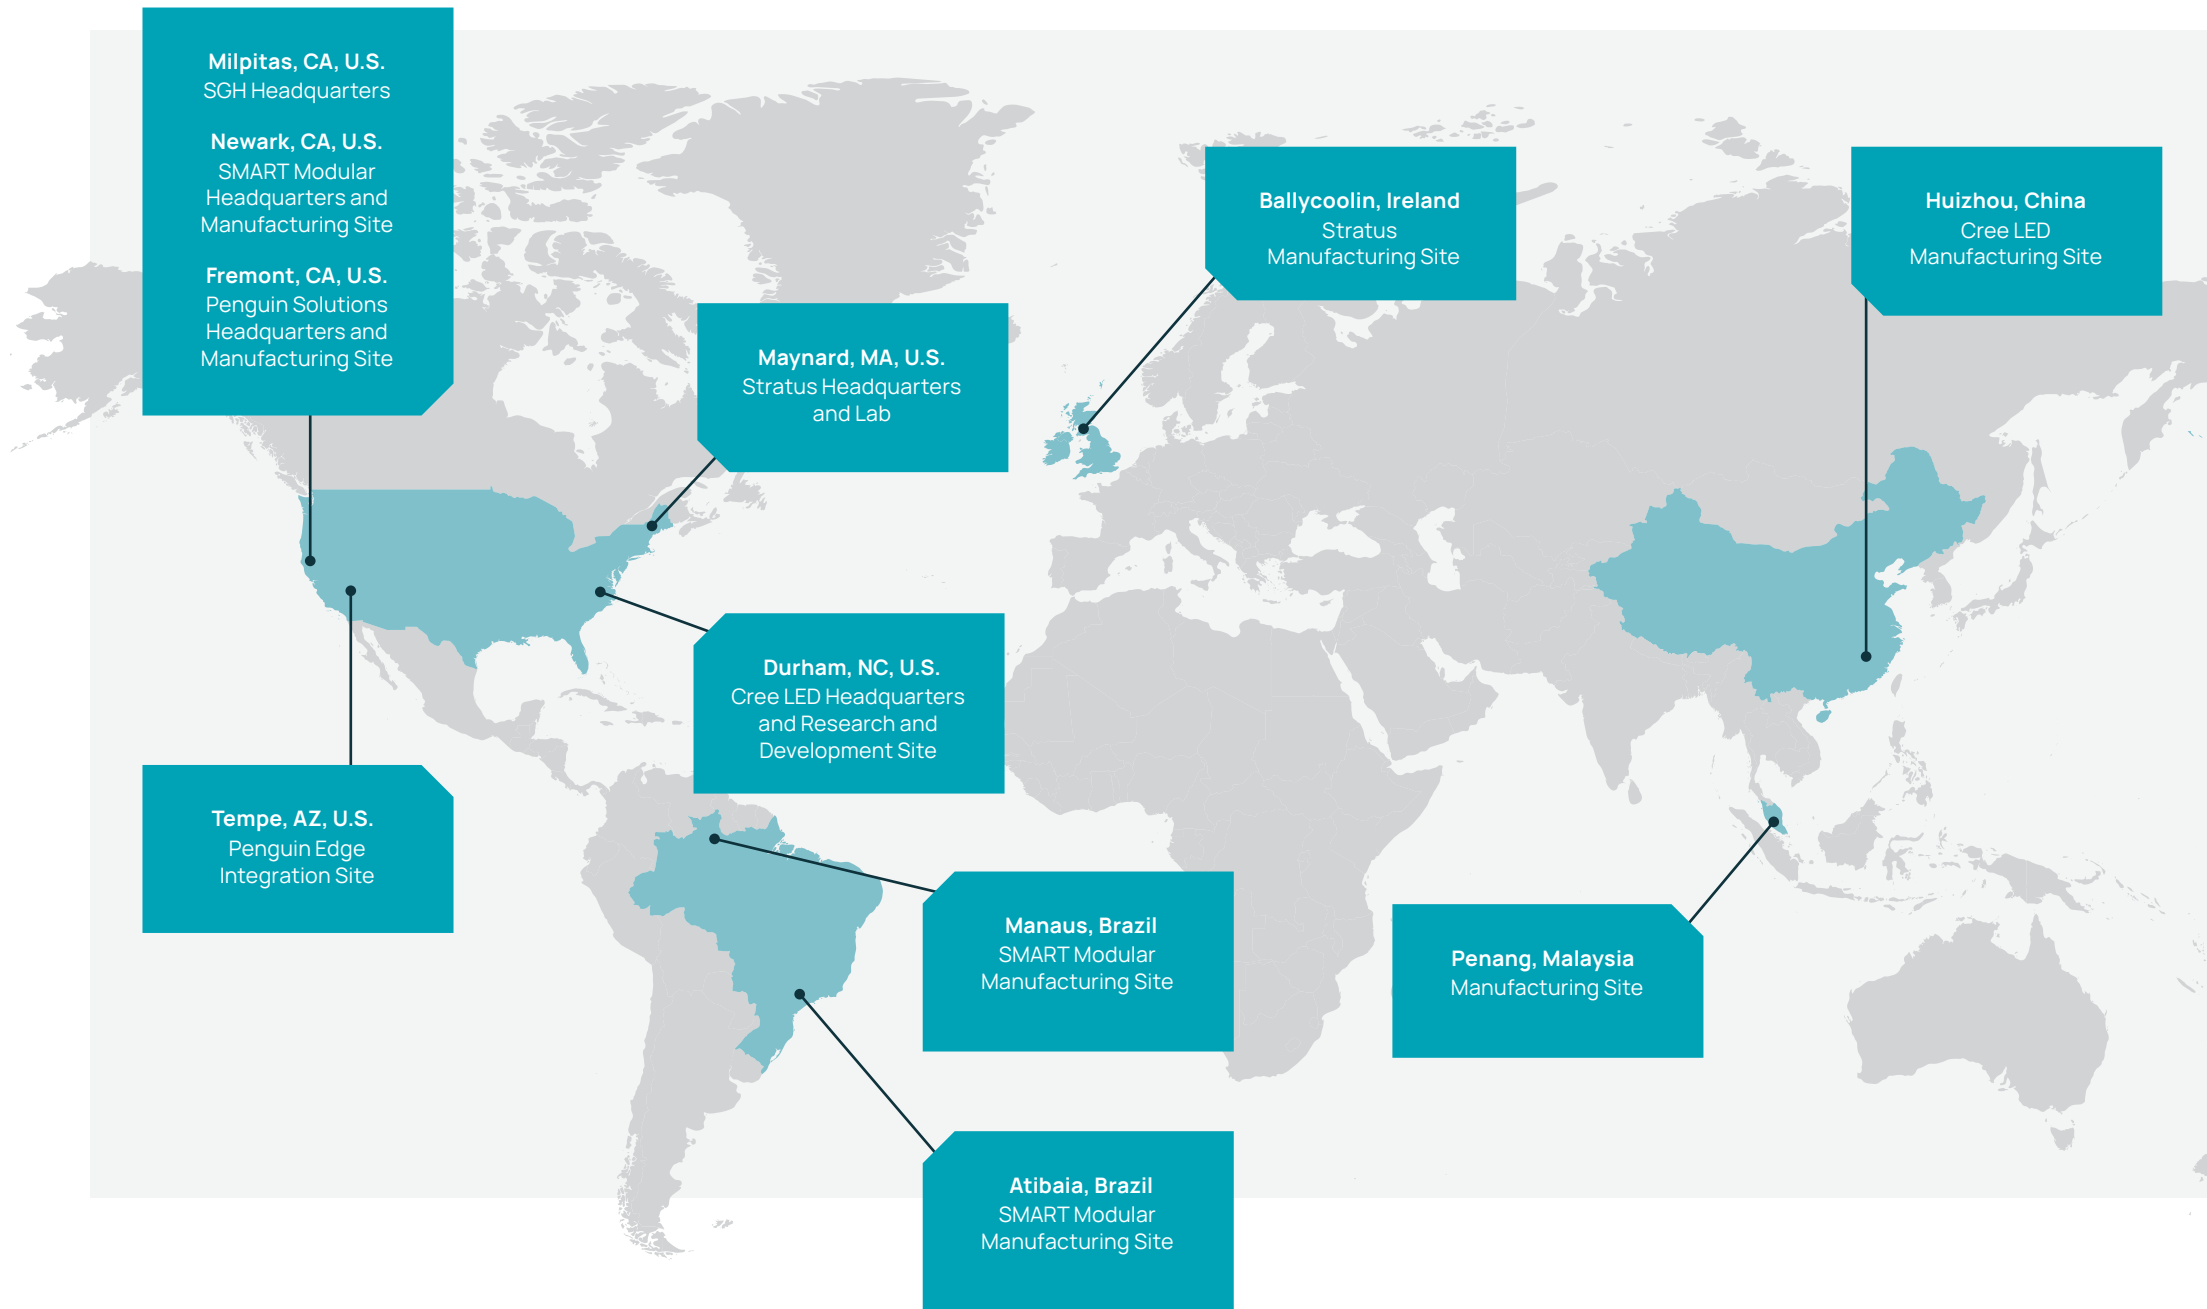 Milpitas, CA, U.S.
SGH Headquarters
Newark, CA, U.S.
SMART Modular
Headquarters and
Manufacturing Site
Fremont, CA, U.S.
Penguin Solutions
Headquarters and
Manufacturing Site
Maynard, MA, U.S.
Stratus Headquarters
and Lab
Ballycoolin, Ireland
Stratus
Manufacturing Site
Huizhou, China
Cree LED
Manufacturing Site
Durham, NC, U.S.
Cree LED Headquarters
and Research and
Development Site
Tempe, AZ, U.S.
Penguin Edge
Integration Site
Manaus, Brazil
SMART Modular
Manufacturing Site
Penang, Malaysia
Manufacturing Site
Atibaia, Brazil
SMART Modular
Manufacturing Site